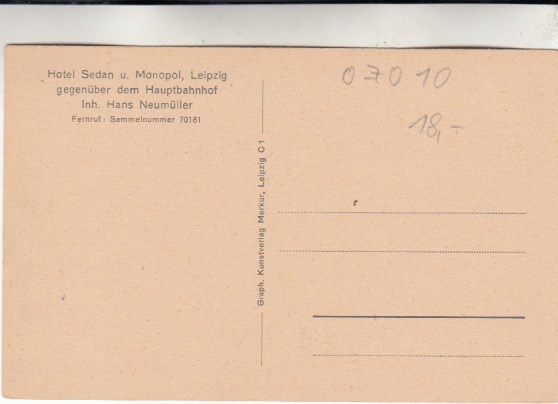 Hotel Sedan u. Monopol, Leipzig
gegenüber dem Hauptbahnhof
Inh. Hans Neumüller
Fernruf: Sammelnummer 70161
Graph. Kunstverlag Merkur, Leipzig C 1
07010
18,-